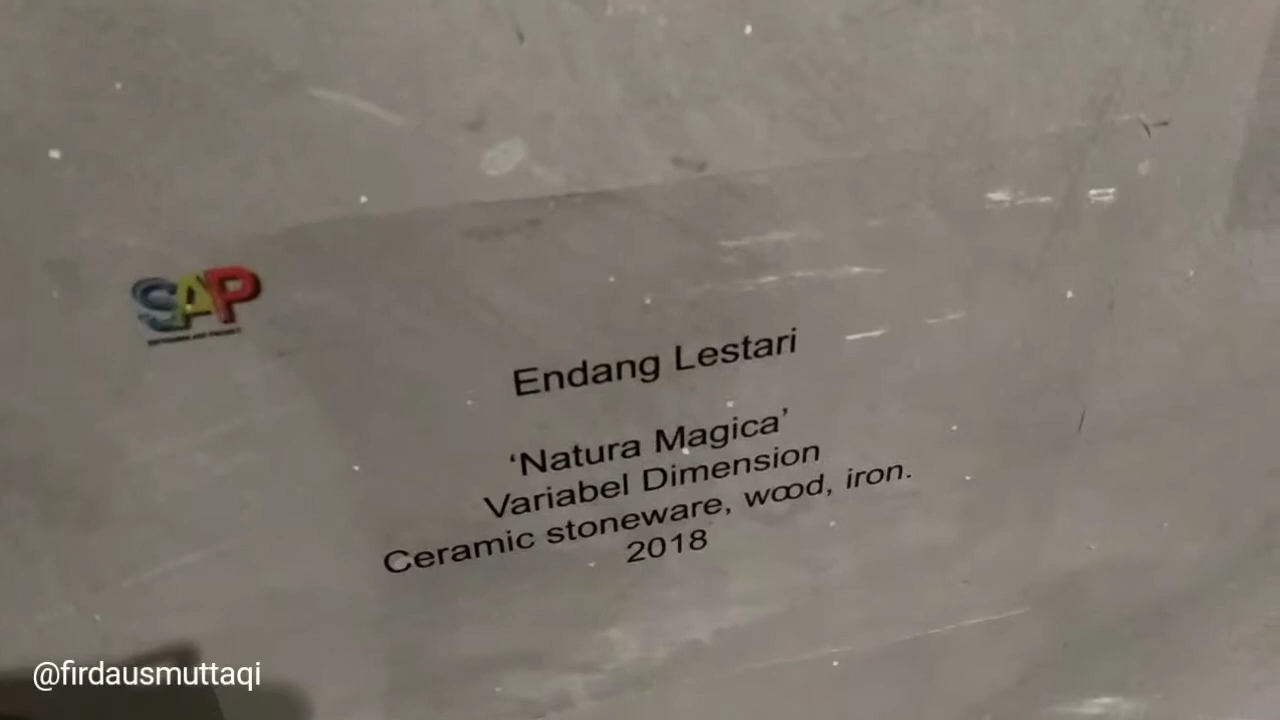 SAP
Endang Lestari
‘Natura Magica’
Variabel Dimension
Ceramic stoneware, wood, iron.
2018
@firdausmuttaqi